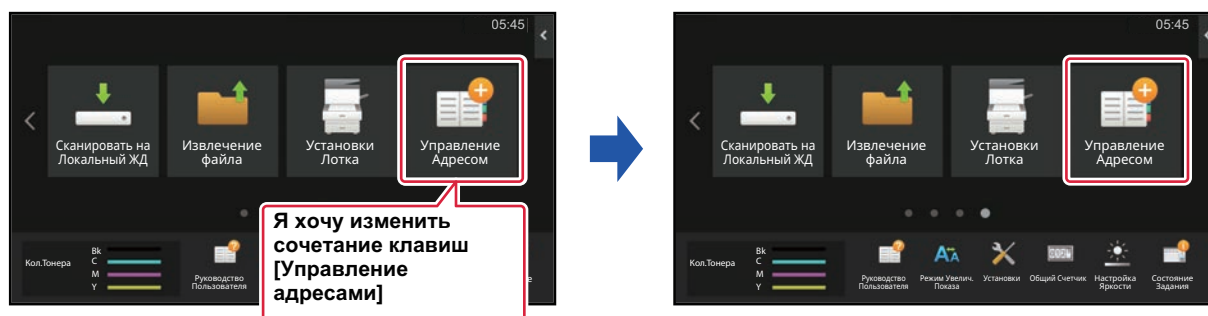 05:45
Сканировать на
Локальный ЖД
Извлечение
файла
Установки
Лотка
Управление
Адресом
Я хочу изменить
сочетание клавиш
[Управление
адресами]
Кол.Тонера
Bk
C
M
Y
Руководство
Пользователя
е
05:45
Сканировать на
Локальный ЖД
Извлечение
файла
Установки
Лотка
Управление
Адресом
Кол.Тонера
Bk
C
M
Y
Руководство
Пользователя
Режим Увелич.
Показа
Установки
Общий Счетчик
Настройка
Яркости
Состояние
Задания